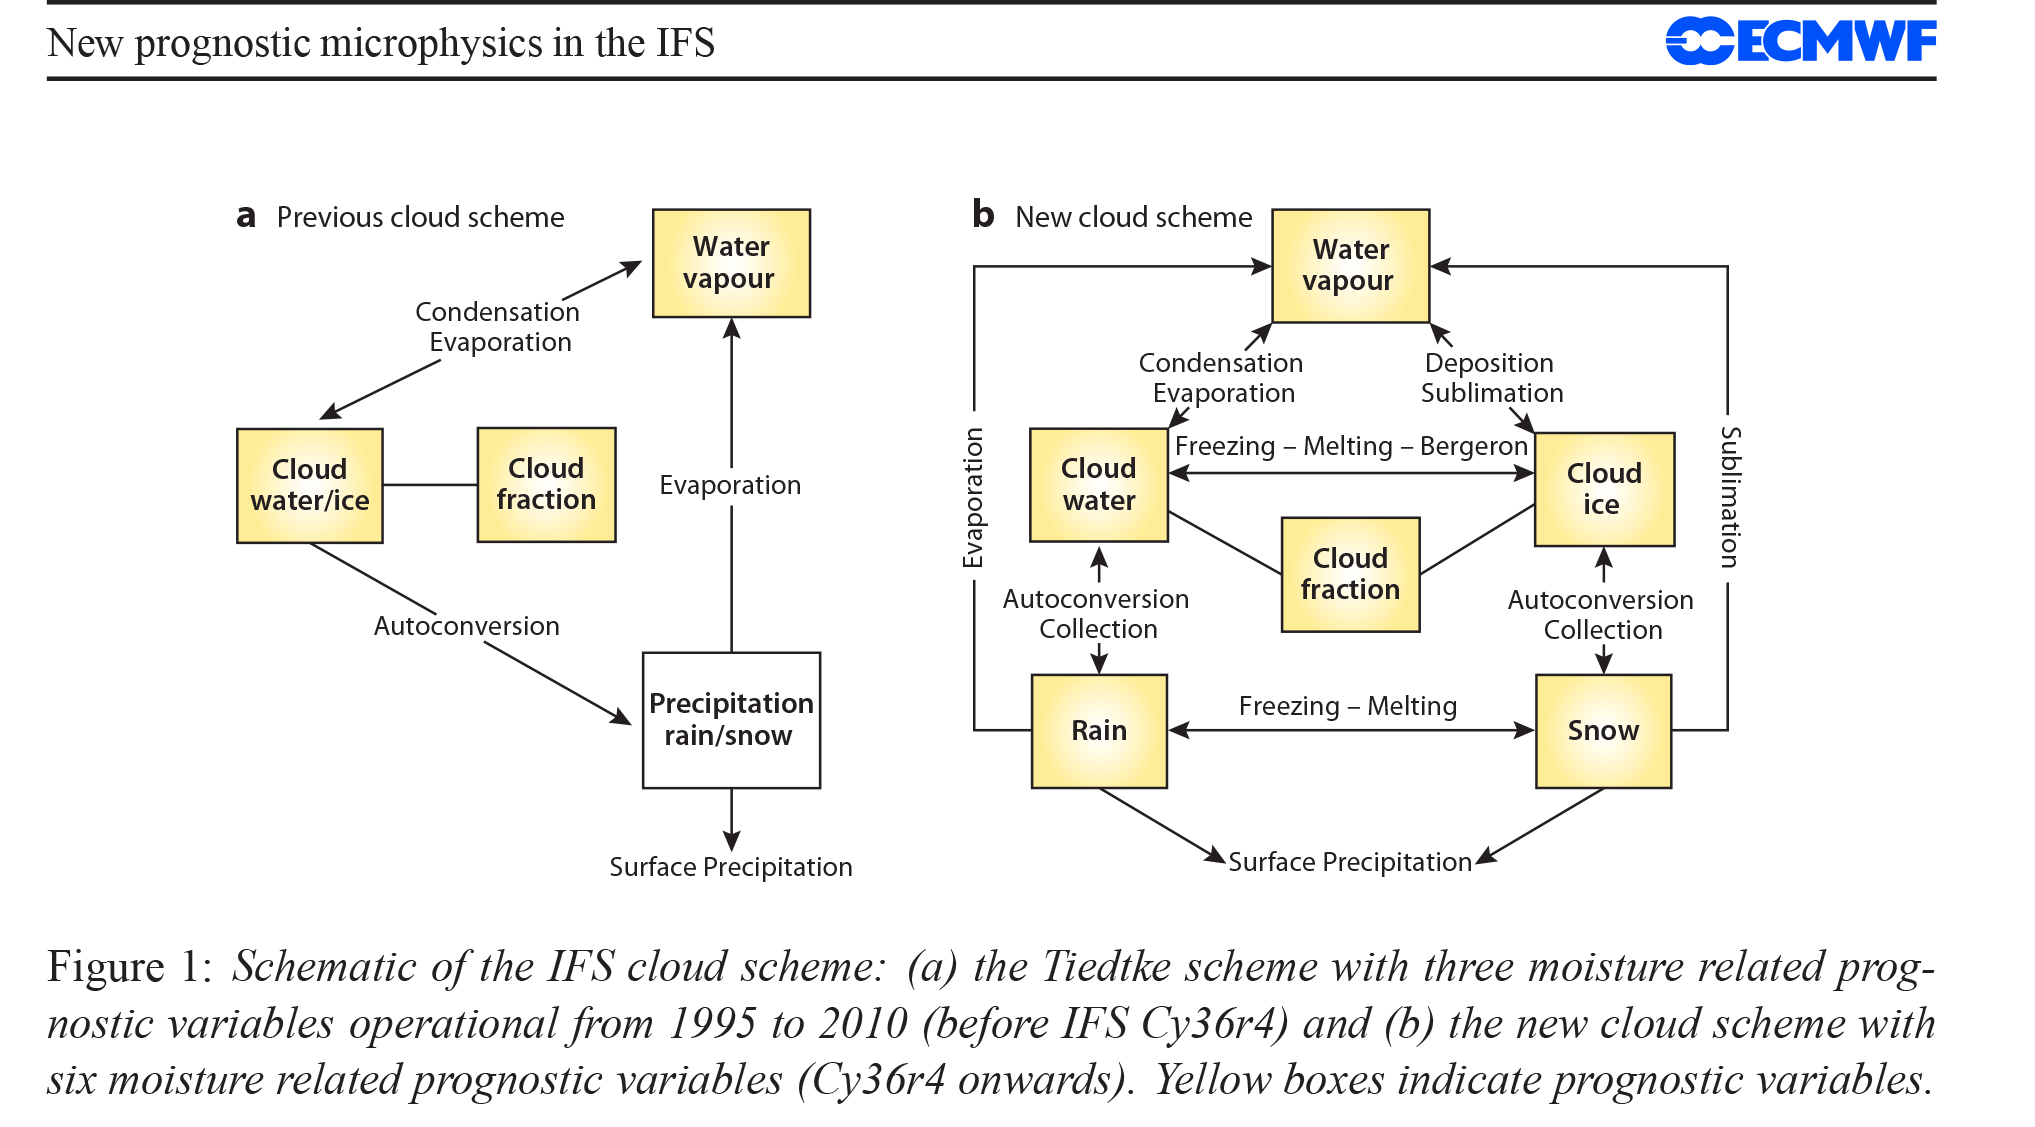 New prognostic microphysics in the IFS
ECMWF
a Previous cloud scheme
Water
vapour
Condensation
Evaporation
Cloud
water/ice
Cloud
fraction
Evaporation
Autoconversion
Precipitation
rain/snow
Surface Precipitation
b New cloud scheme
Water
vapour
Condensation
Evaporation
Deposition
Sublimation
Freezing – Melting – Bergeron
Cloud
water
Cloud
ice
Evaporation
Sublimation
Cloud
fraction
Autoconversion
Collection
Autoconversion
Collection
Rain
Freezing – Melting
Snow
Surface Precipitation
Figure 1: Schematic of the IFS cloud scheme: (a) the Tiedtke scheme with three moisture related prog-
nostic variables operational from 1995 to 2010 (before IFS Cy36r4) and (b) the new cloud scheme with
six moisture related prognostic variables (Cy36r4 onwards). Yellow boxes indicate prognostic variables.